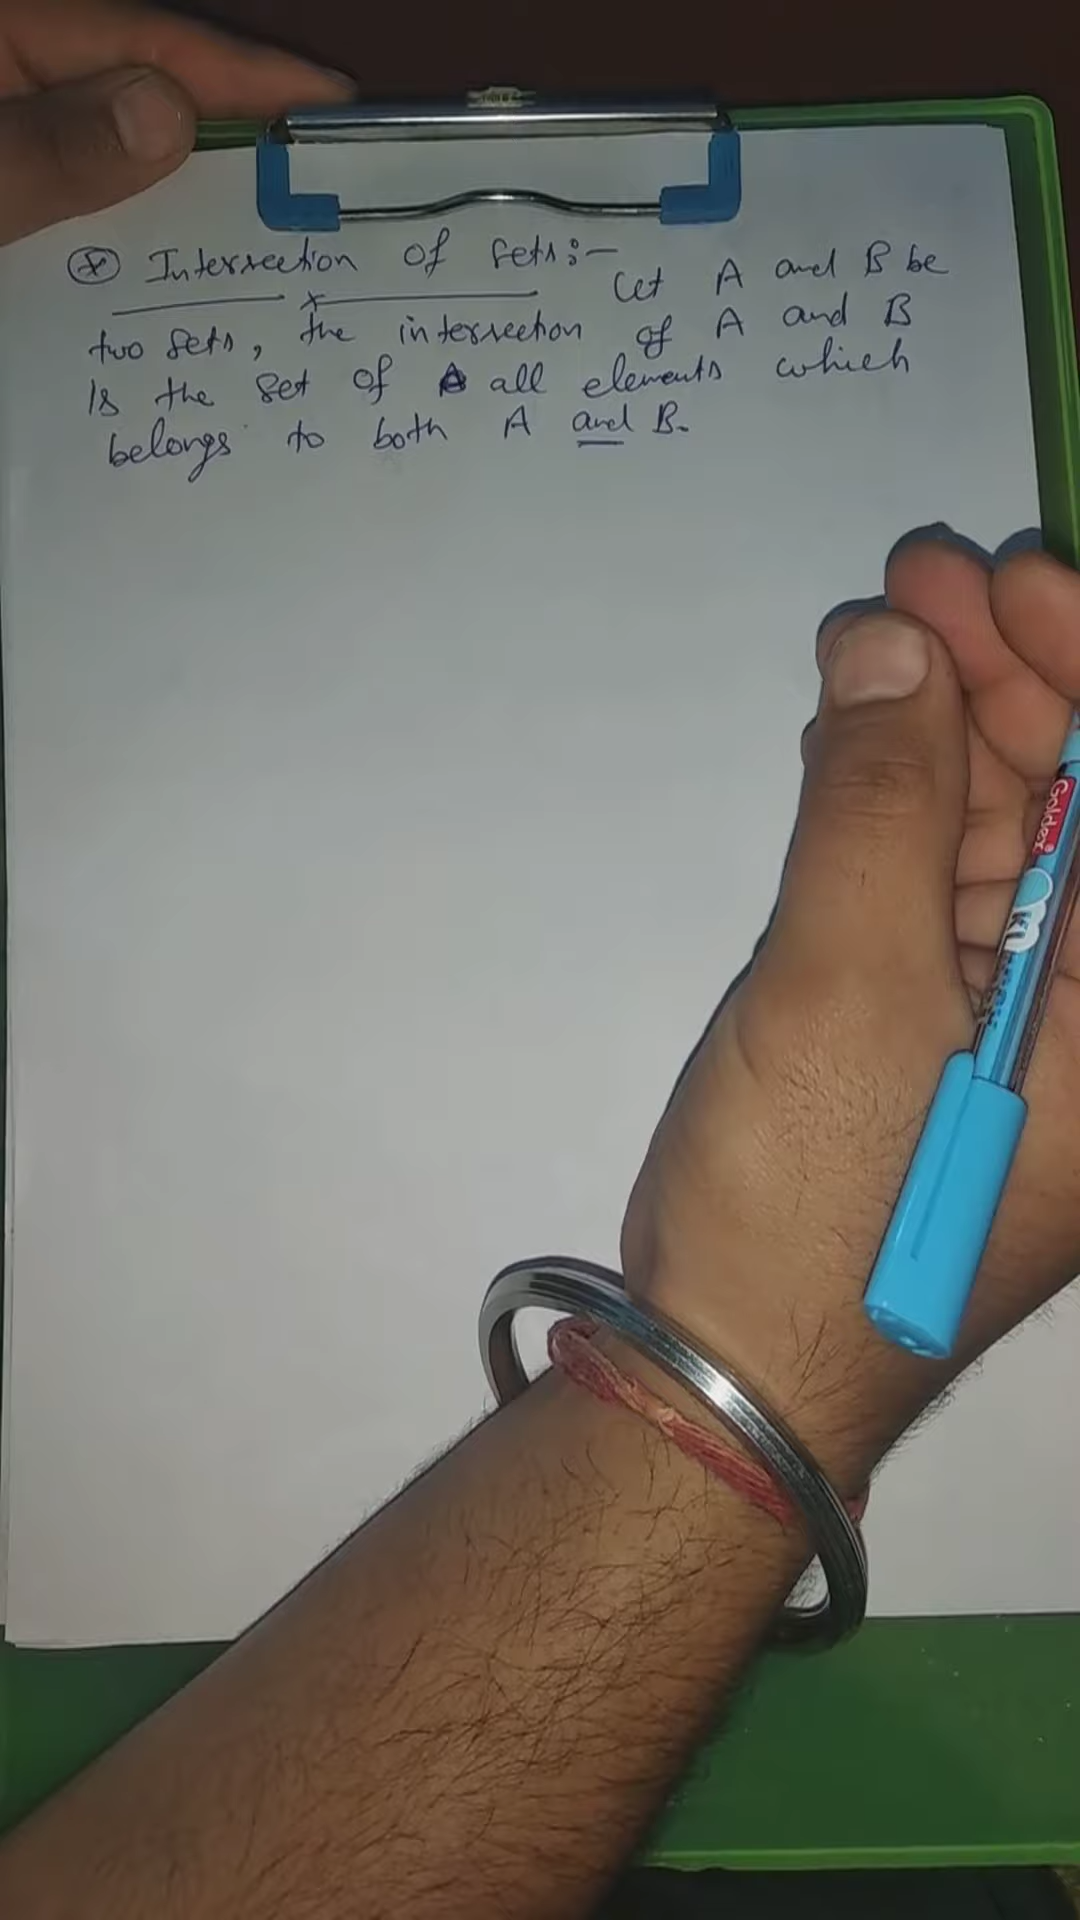 Intersection of sets:-
Let A and B be
two sets, the intersection of A and B
is the set of all elements which
belongs to both A and B.
Goldex